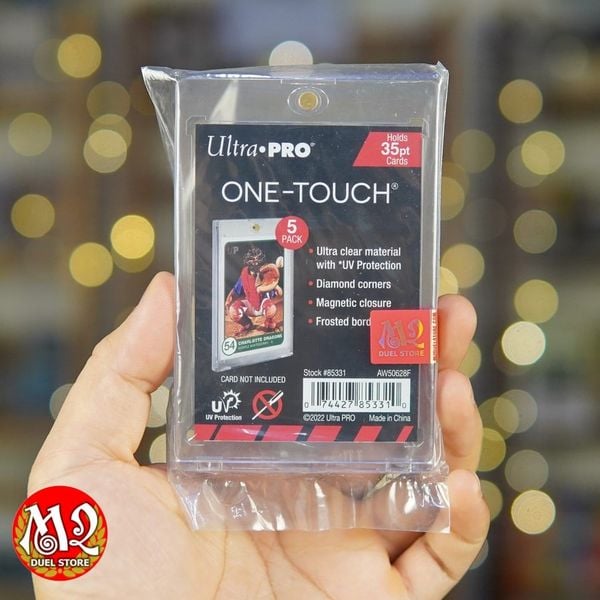 Ultra•PRO®
Holds
35pt
Cards
ONE-TOUCH®
5
PACK
• Ultra clear material
with *UV Protection
• Diamond corners
• Magnetic closure
• Frosted bord
M2
DUEL STORE
54
CHARLOTTE DRAGONS
CARD NOT INCLUDED
Stock #85331
AW50628F
UV
UV Protection
0 74427 85331 0
©2022 Ultra PRO
Made in China
M2
DUEL STORE